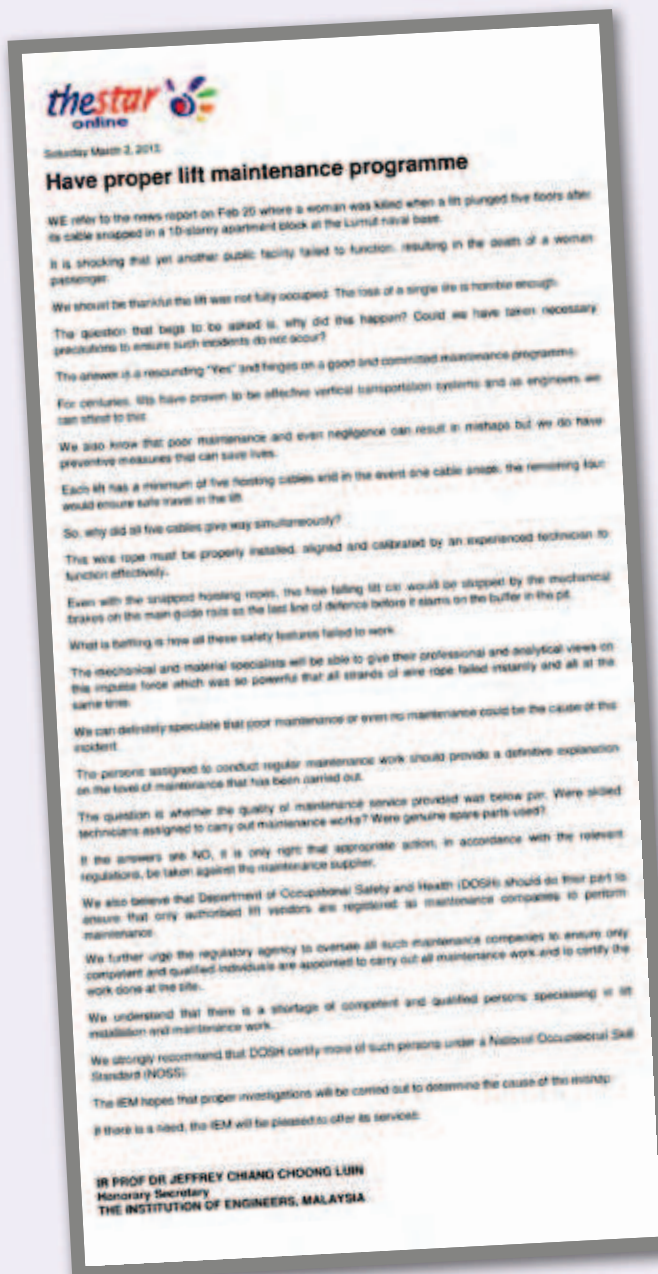 thestar
online
Saturday March 2, 2013
Have proper lift maintenance programme
WE refer to the news report on Feb 20 where a woman was killed when a lift plunged five floors after
its cable snapped in a 10-storey apartment block at the Lumut naval base.
It is shocking that yet another public facility failed to function, resulting in the death of a woman
passenger.
We should be thankful the lift was not fully occupied. The loss of a single life is horrible enough.
The question that begs to be asked is, why did this happen? Could we have taken necessary
precautions to ensure such incidents do not occur?
The answer is a resounding "Yes" and hinges on a good and committed maintenance programme.
For centuries, lifts have proven to be effective vertical transportation systems and as engineers we
can attest to this.
We also know that poor maintenance and even negligence can result in mishaps but we do have
preventive measures that can save lives.
Each lift has a minimum of five hoisting cables and in the event one cable snaps, the remaining four
would ensure safe travel in the lift.
So, why did all five cables give way simultaneously?
This wire rope must be properly installed, aligned and calibrated by an experienced technician to
function effectively.
Even with the snapped hoisting ropes, the free falling lift car would be stopped by the mechanical
brakes on the main guide rails as the last line of defence before it slams on the buffer in the pit.
What is baffling is how all these safety features failed to work.
The mechanical and material specialists will be able to give their professional and analytical views on
this impulse force which was so powerful that all strands of wire rope failed instantly and all at the
same time.
We can definitely speculate that poor maintenance or even no maintenance could be the cause of this
incident.
The persons assigned to conduct regular maintenance work should provide a definitive explanation
on the level of maintenance that has been carried out.
The question is whether the quality of maintenance service provided was below par. Were skilled
technicians assigned to carry out maintenance works? Were genuine spare parts used?
If the answers are NO, it is only right that appropriate action, in accordance with the relevant
regulations, be taken against the maintenance supplier.
We also believe that Department of Occupational Safety and Health (DOSH) should do their part to
ensure that only authorised lift vendors are registered as maintenance companies to perform
maintenance.
We further urge the regulatory agency to oversee all such maintenance companies to ensure only
competent and qualified individuals are appointed to carry out all maintenance work and to certify the
work done at the site.
We understand that there is a shortage of competent and qualified persons specialising in lift
installation and maintenance work.
We strongly recommend that DOSH certify more of such persons under a National Occupational Skill
Standard (NOSS).
The IEM hopes that proper investigations will be carried out to determine the cause of the mishap.
If there is a need, the IEM will be pleased to offer its services.
IR PROF DR JEFFREY CHIANG CHOONG LUIN
Honorary Secretary
THE INSTITUTION OF ENGINEERS, MALAYSIA